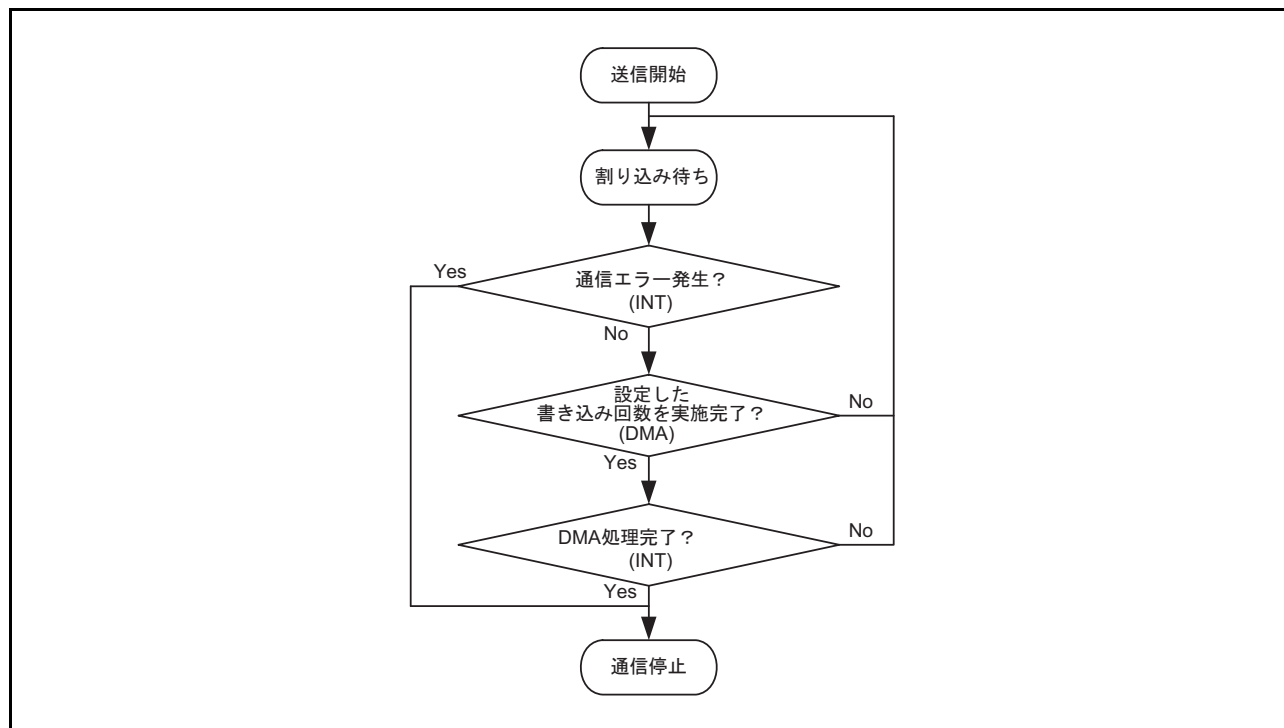 送信開始
割り込み待ち
Yes
通信エラー発生？
(INT)
No
設定した
書き込み回数を実施完了？
(DMA)
No
Yes
DMA処理完了？
(INT)
No
Yes
通信停止